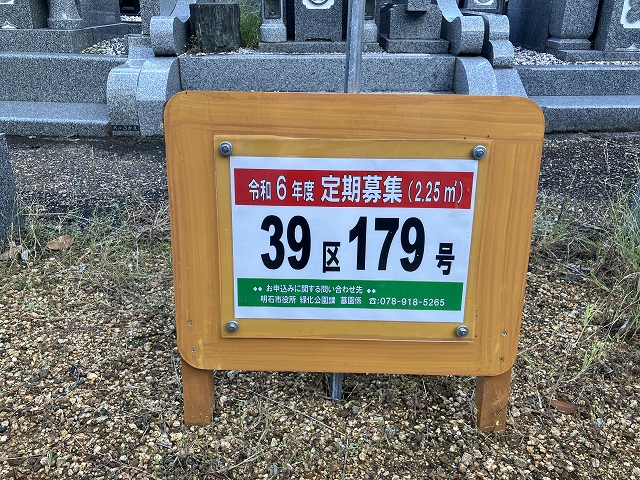 令和6年度 定期募集(2.25㎡)
39区179号
◆◆ お申込みに関する問い合わせ先 ◆◆
明石市役所 緑化公園課 墓園係 ☎:078-918-5265